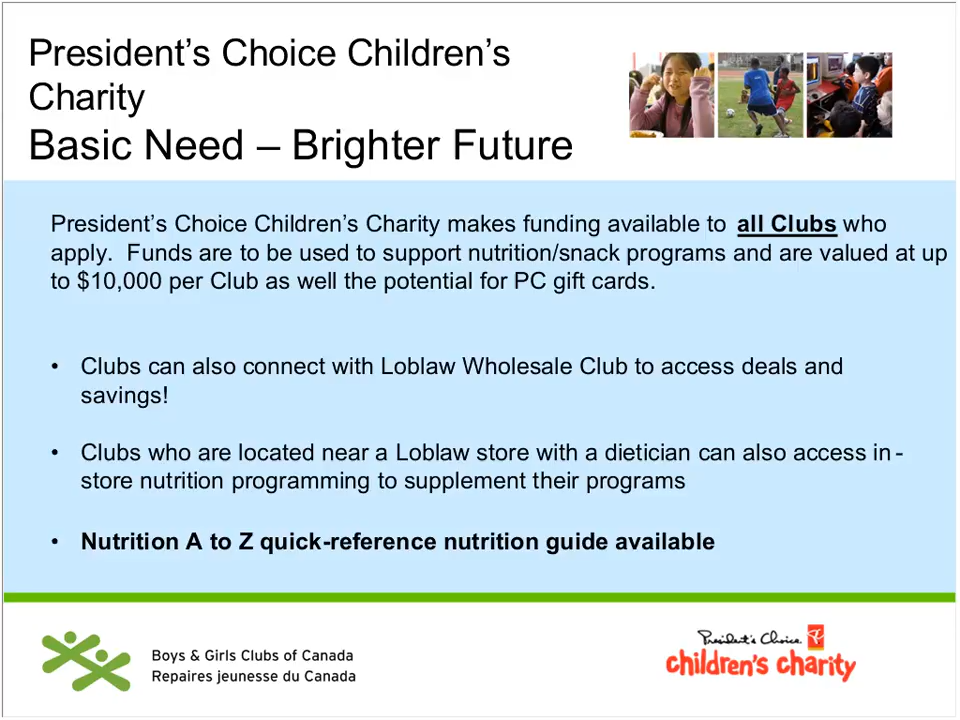 President's Choice Children's
Charity
Basic Need – Brighter Future
President's Choice Children's Charity makes funding available to all Clubs who
apply. Funds are to be used to support nutrition/snack programs and are valued at up
to $10,000 per Club as well the potential for PC gift cards.
• Clubs can also connect with Loblaw Wholesale Club to access deals and
savings!
• Clubs who are located near a Loblaw store with a dietician can also access in-
store nutrition programming to supplement their programs
• Nutrition A to Z quick-reference nutrition guide available
Boys & Girls Clubs of Canada
Repaires jeunesse du Canada
President's Choice
children's charity